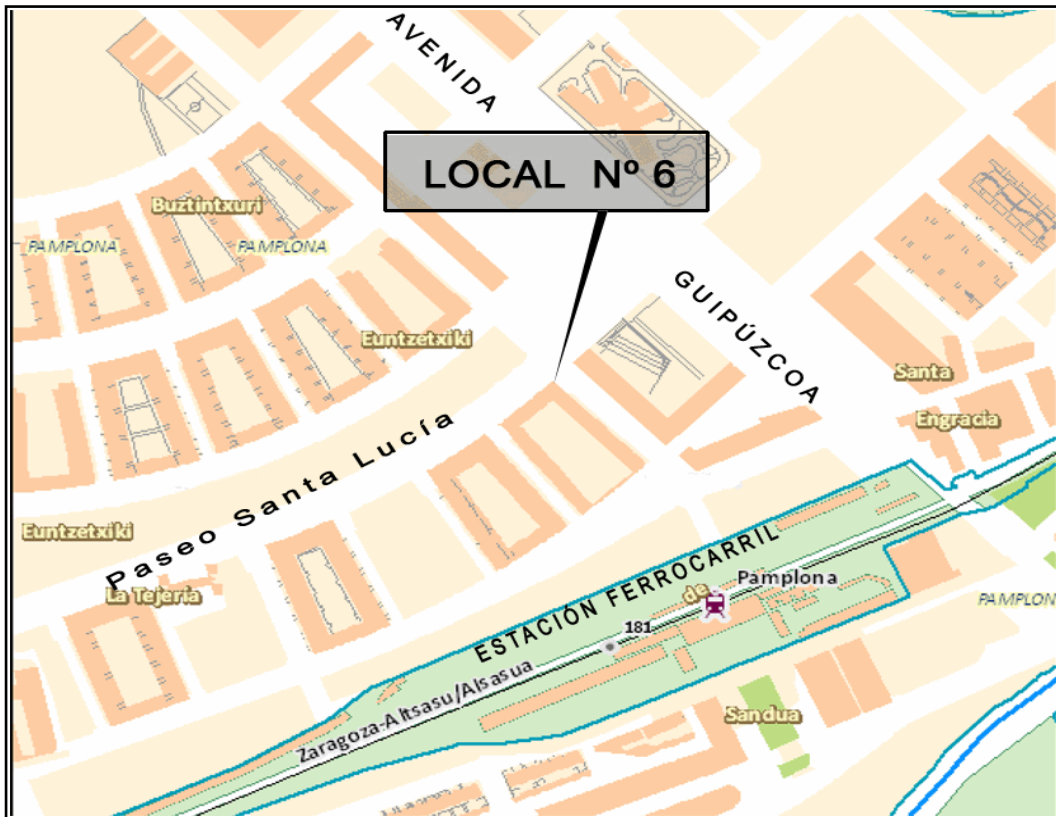 AVENIDA
LOCAL Nº 6
Buztintxuri
PAMPLONA
PAMPLONA
GUIPÚZCOA
Euntzetxiki
Santa
Engracia
Paseo Santa Lucía
Euntzetxiki
La Tejería
ESTACIÓN FERROCARRIL
de
Pamplona
181
PAMPLON
Zaragoza-Altsasu/Alsasua
Sandua